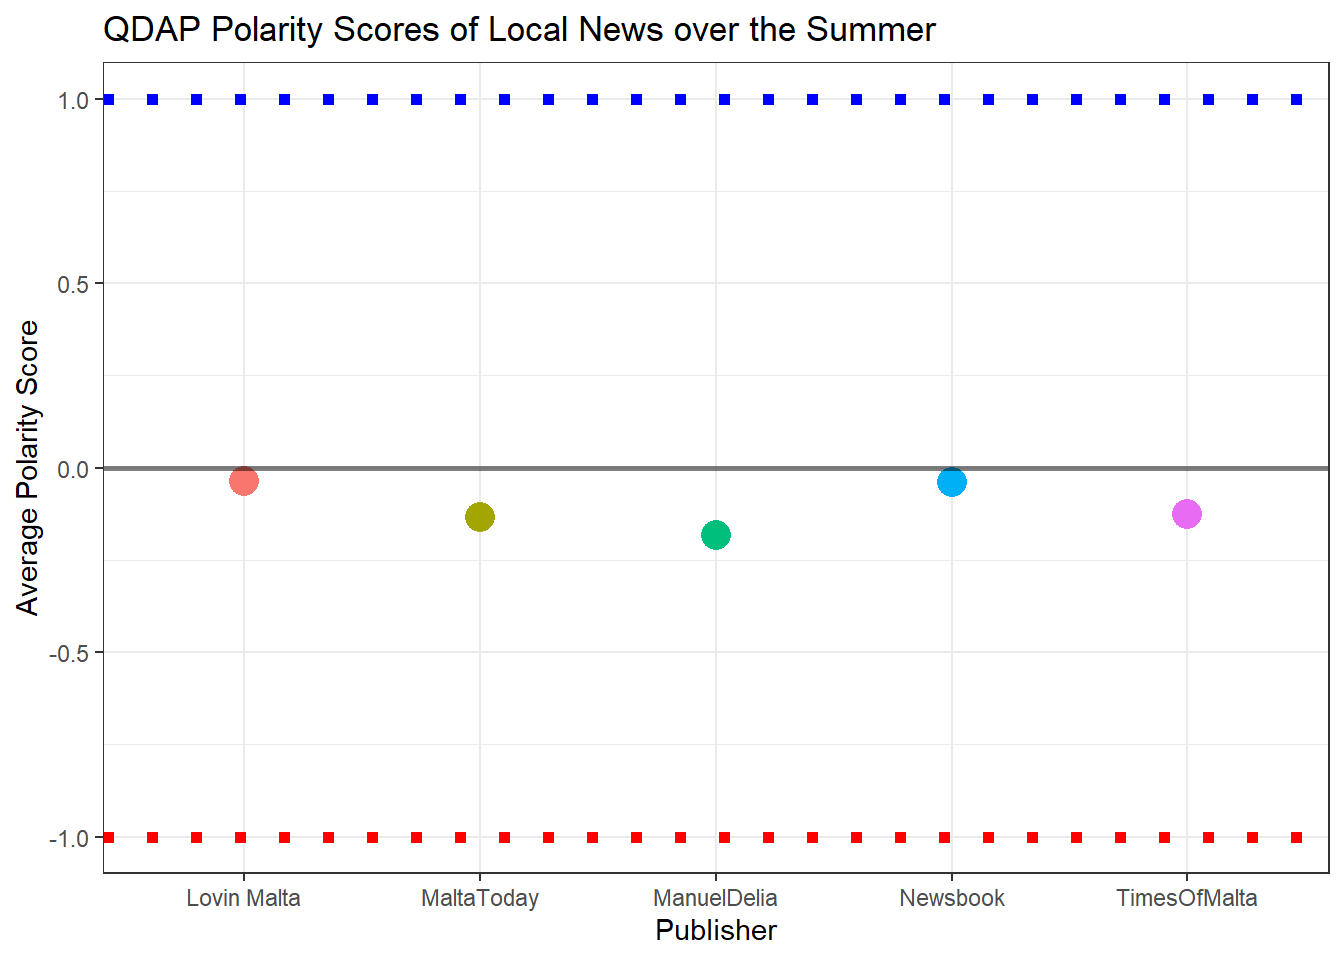 QDAP Polarity Scores of Local News over the Summer
Average Polarity Score
1.0
0.5
0.0
-0.5
-1.0
Lovin Malta
MaltaToday
ManuelDelia
Newsbook
TimesOfMalta
Publisher